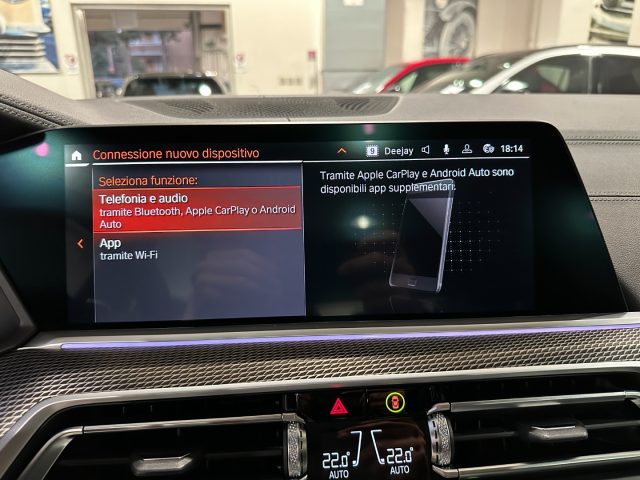 Connessione nuovo dispositivo
9 Deejay 18:14
Seleziona funzione:
Telefonia e audio
tramite Bluetooth, Apple CarPlay o Android
Auto
App
tramite Wi-Fi
Tramite Apple CarPlay e Android Auto sono
disponibili app supplementari.
22.0° 22.0°
AUTO AUTO